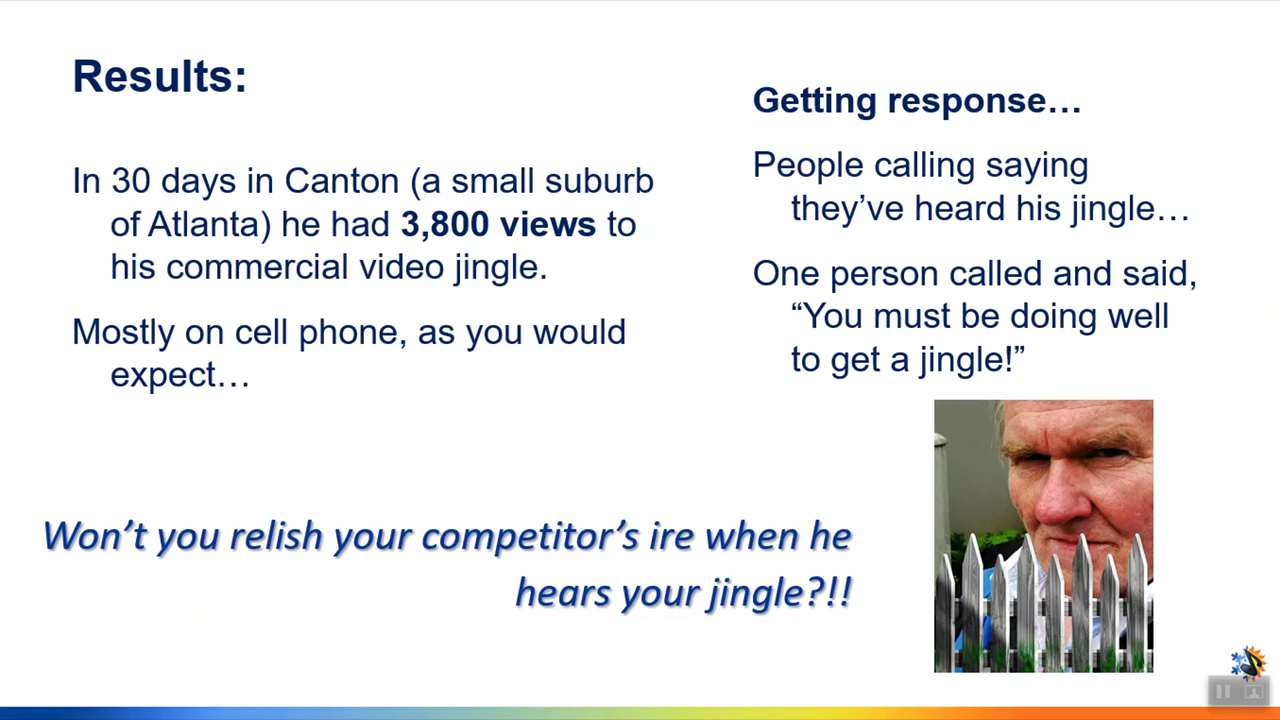 Results:
In 30 days in Canton (a small suburb
of Atlanta) he had 3,800 views to
his commercial video jingle.
Mostly on cell phone, as you would
expect…
Getting response…
People calling saying
they’ve heard his jingle…
One person called and said,
“You must be doing well
to get a jingle!”
Won’t you relish your competitor’s ire when he
hears your jingle?!!